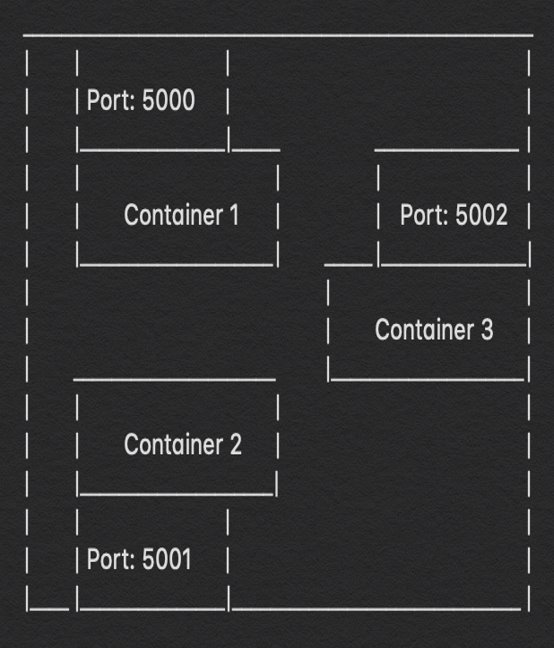 Port: 5000
Container 1
Port: 5002
Container 3
Container 2
Port: 5001